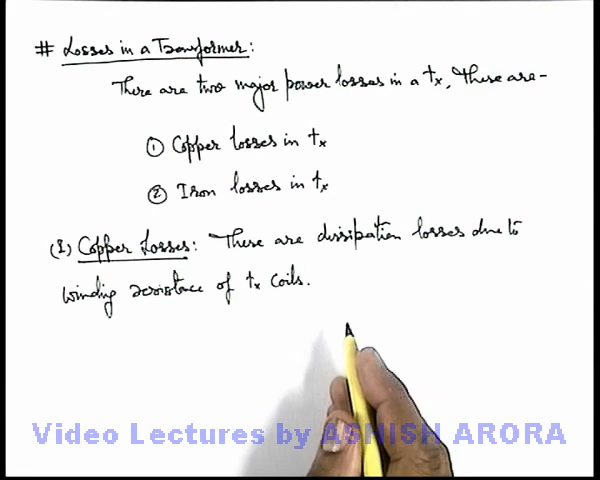 # Losses in a Transformer:
There are two major power losses in a tx, These are-
① Copper losses in tx
② Iron losses in tx
(I) Copper Losses: These are dissipation losses due to
winding resistance of tx coils.
Video Lectures by ASHISH ARORA